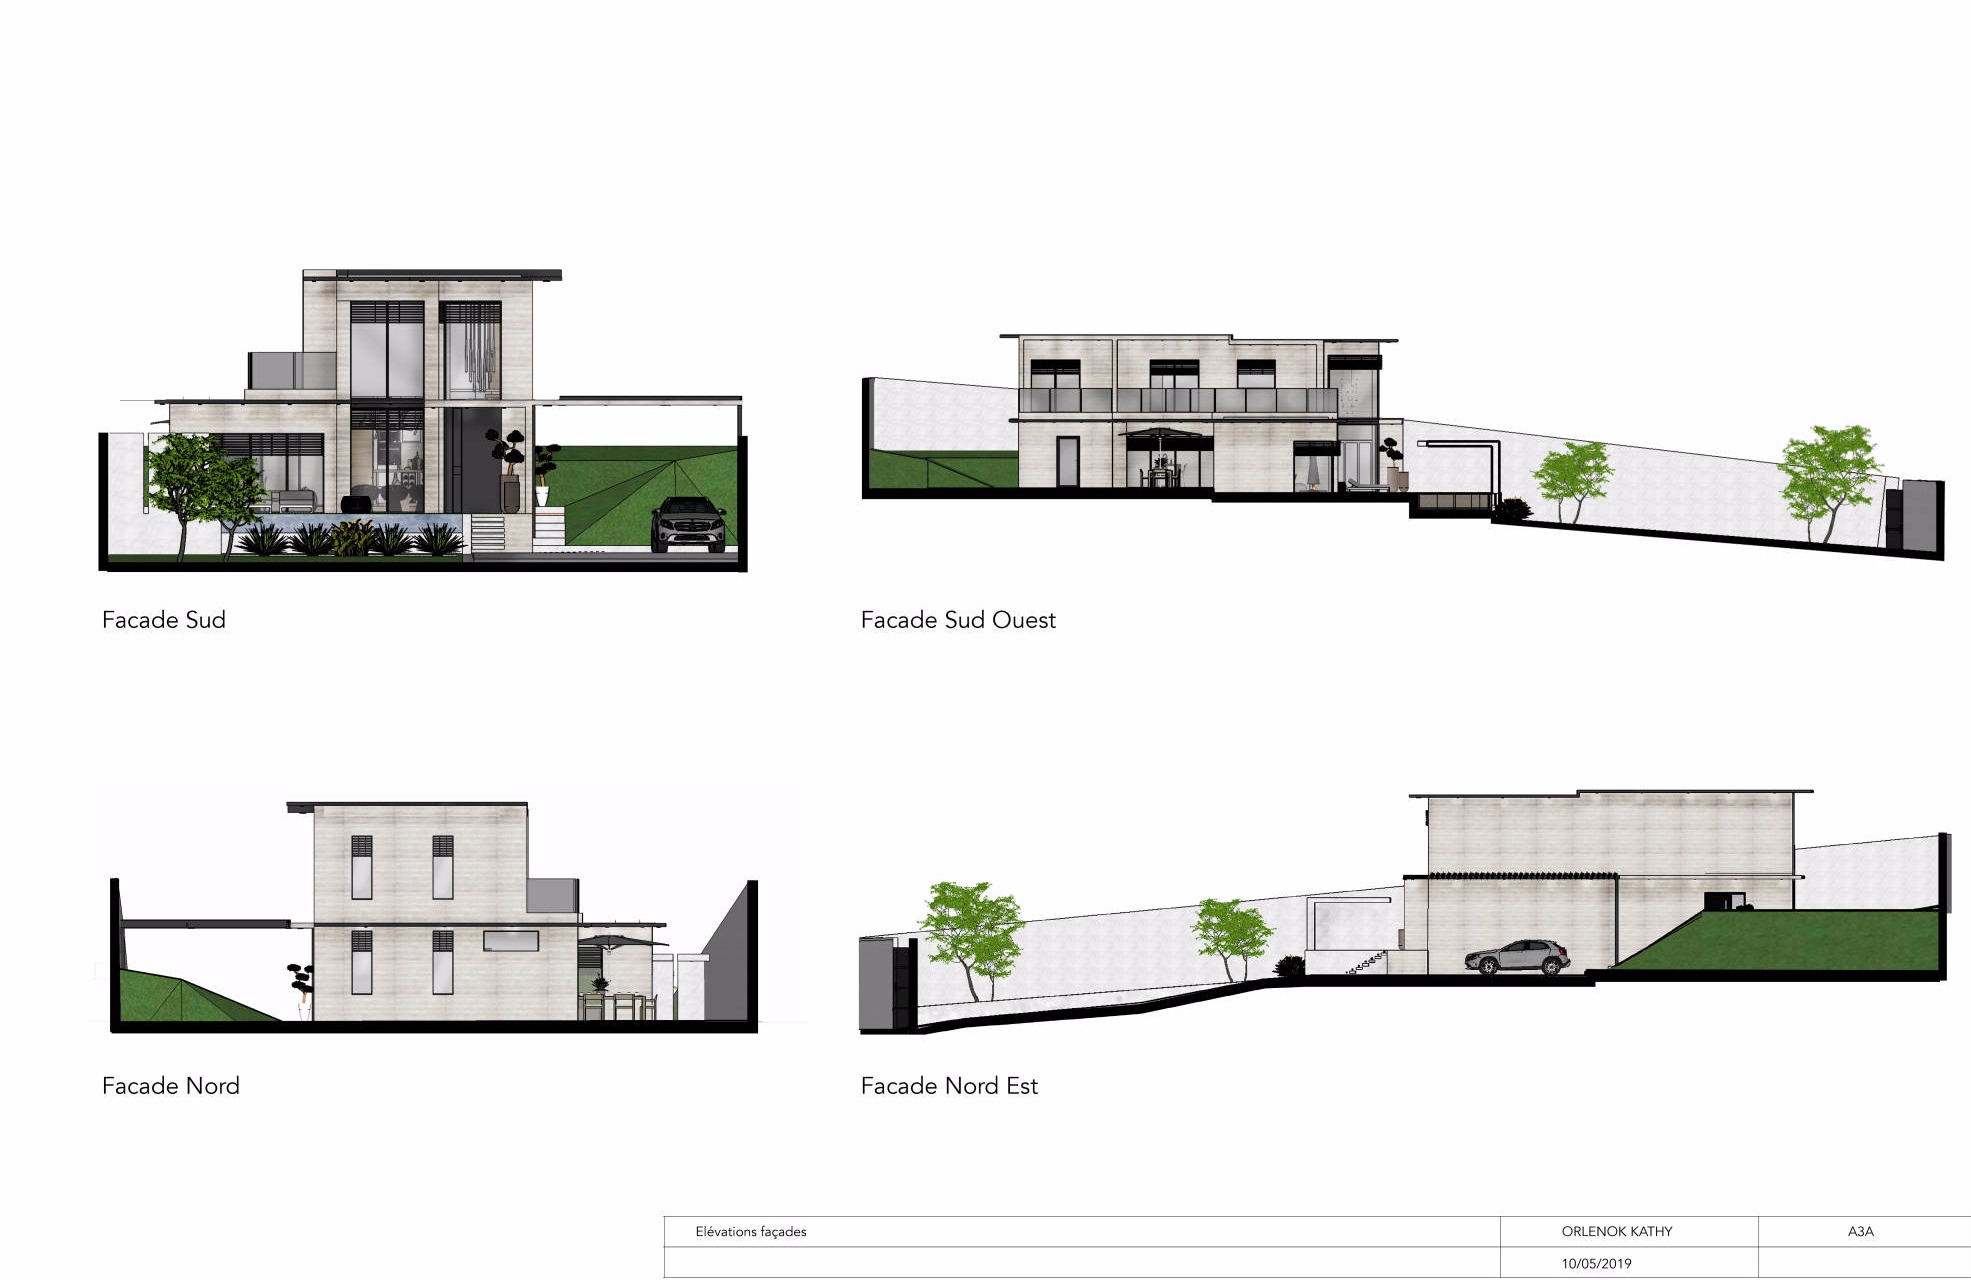 Facade Sud
Facade Sud Ouest
Facade Nord
Facade Nord Est
Elévations façades
ORLENOK KATHY
A3A
10/05/2019